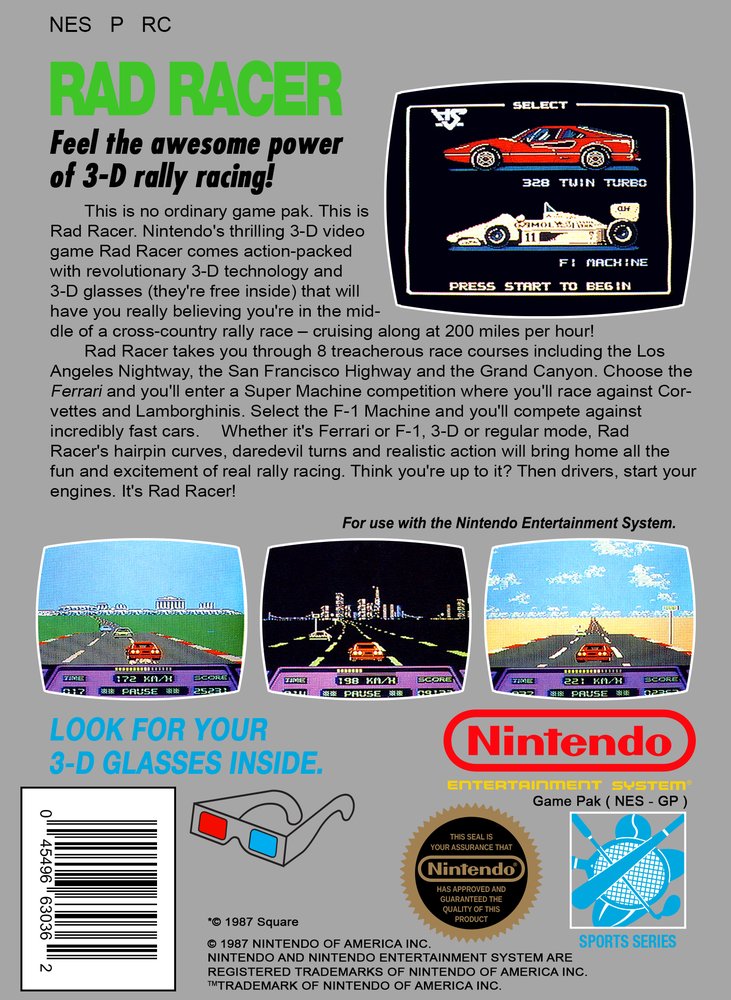 NES P RC
RAD RACER
Feel the awesome power
of 3-D rally racing!
This is no ordinary game pak. This is
Rad Racer. Nintendo's thrilling 3-D video
game Rad Racer comes action-packed
with revolutionary 3-D technology and
3-D glasses (they're free inside) that will
have you really believing you're in the mid-
dle of a cross-country rally race – cruising along at 200 miles per hour!
Rad Racer takes you through 8 treacherous race courses including the Los
Angeles Nightway, the San Francisco Highway and the Grand Canyon. Choose the
Ferrari and you'll enter a Super Machine competition where you'll race against Cor-
vettes and Lamborghinis. Select the F-1 Machine and you'll compete against
incredibly fast cars. Whether it's Ferrari or F-1, 3-D or regular mode, Rad
Racer's hairpin curves, daredevil turns and realistic action will bring home all the
fun and excitement of real rally racing. Think you're up to it? Then drivers, start your
engines. It's Rad Racer!
SELECT
328 TWIN TURBO
11
F1 MACHINE
PRESS START TO BEGIN
For use with the Nintendo Entertainment System.
TIME 172 KM/H SCORE
017 PAUSE 25231
TIME 198 KM/H SCORE
PAUSE
TIME 221 KM/H SCORE
PAUSE
LOOK FOR YOUR
3-D GLASSES INSIDE.
Nintendo®
ENTERTAINMENT SYSTEM®
Game Pak ( NES - GP )
THIS SEAL IS
YOUR ASSURANCE THAT
Nintendo
HAS APPROVED AND
GUARANTEED THE
QUALITY OF THIS
PRODUCT
SPORTS SERIES
0 45496 63036 2
*© 1987 Square
© 1987 NINTENDO OF AMERICA INC.
NINTENDO AND NINTENDO ENTERTAINMENT SYSTEM ARE
REGISTERED TRADEMARKS OF NINTENDO OF AMERICA INC.
™TRADEMARK OF NINTENDO OF AMERICA INC.